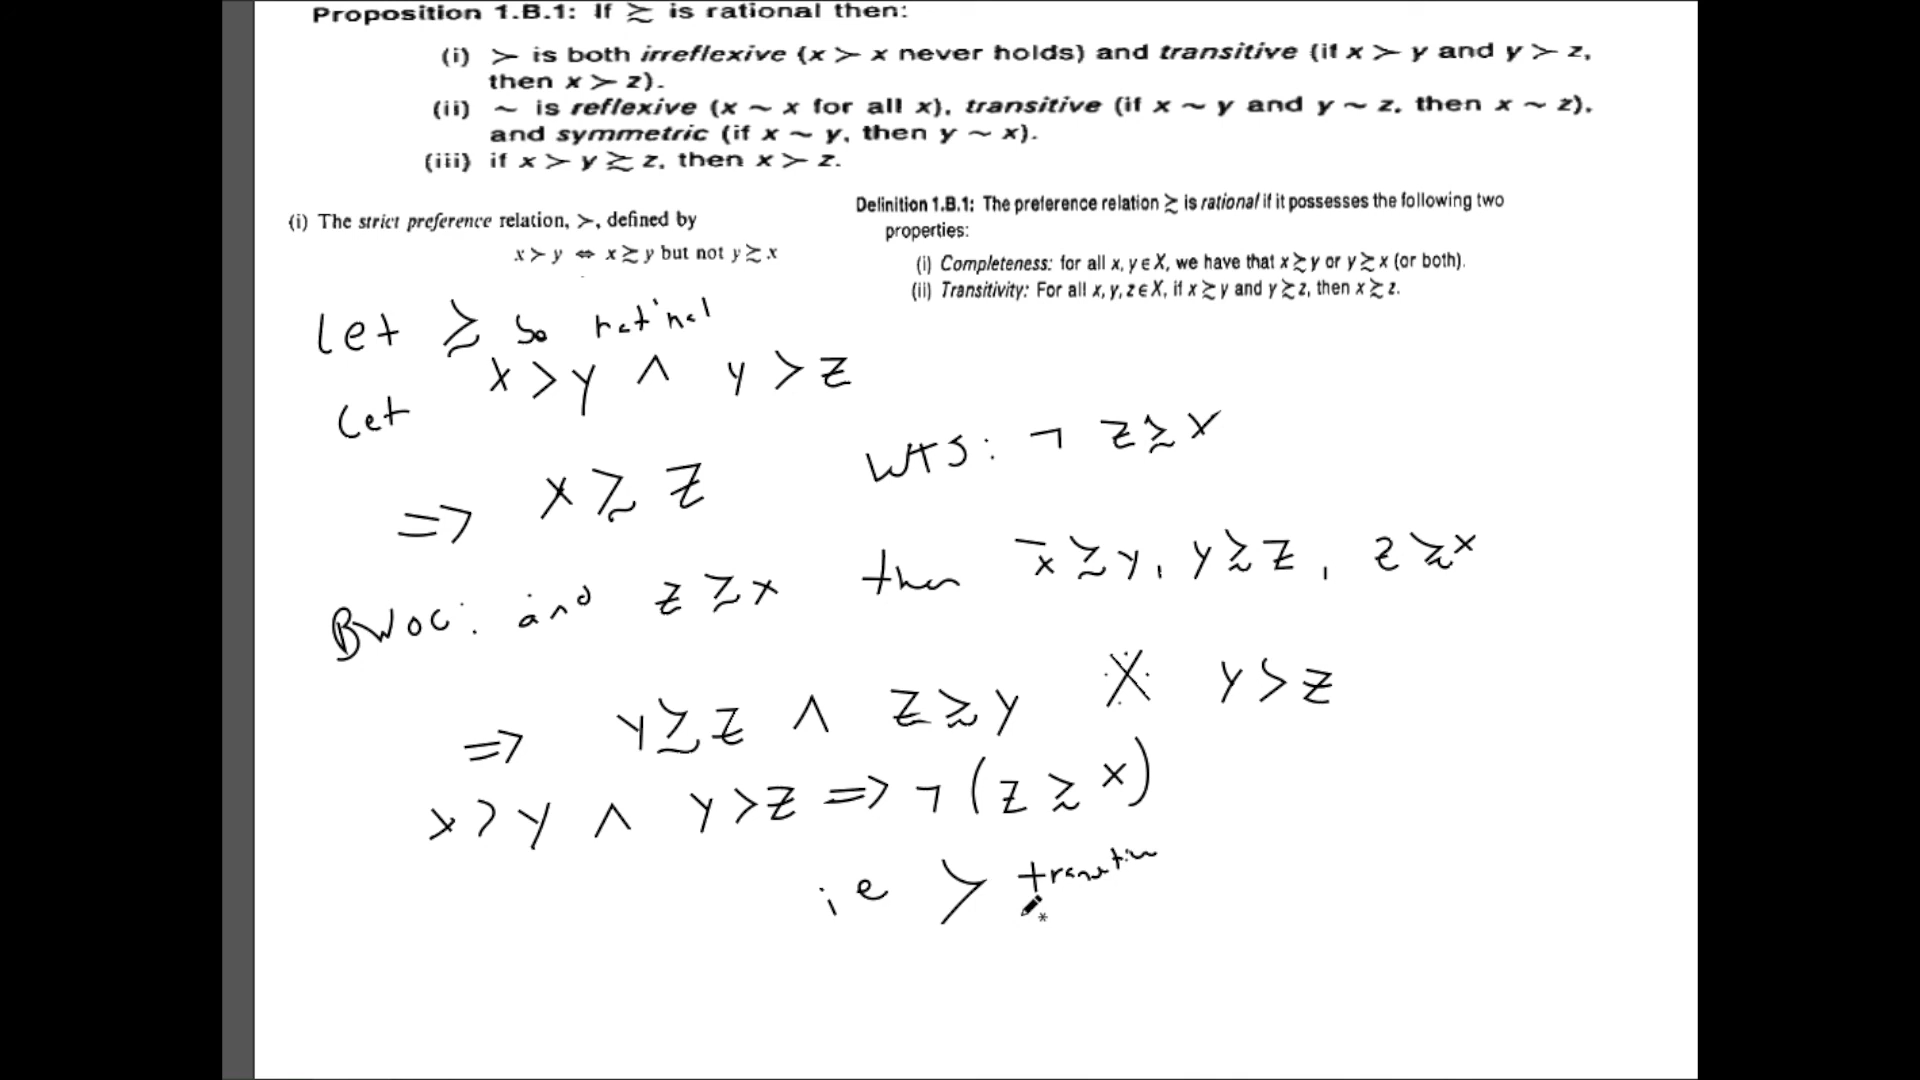 Proposition 1.B.1: If ≿ is rational then:
(i) ≻ is both irreflexive (x ≻ x never holds) and transitive (if x ≻ y and y ≻ z,
then x ≻ z).
(ii) ∼ is reflexive (x ∼ x for all x), transitive (if x ∼ y and y ∼ z, then x ∼ z),
and symmetric (if x ∼ y, then y ∼ x).
(iii) if x ≻ y ≿ z, then x ≻ z.
(i) The strict preference relation, ≻, defined by
x ≻ y ⇔ x ≿ y but not y ≿ x
Definition 1.B.1: The preference relation ≿ is rational if it possesses the following two
properties:
(i) Completeness: for all x, y ∈ X, we have that x ≿ y or y ≿ x (or both).
(ii) Transitivity: For all x, y, z ∈ X, if x ≿ y and y ≿ z, then x ≿ z.
Let ≿ be rational
Let x ≻ y ∧ y ≻ z
=> x ≿ z WTS: ¬ z ≿ x
BWOC: and z ≿ x then x ≿ y, y ≿ z, z ≿ x
=> y ≿ z ∧ z ≿ y ※ y ≻ z
x ≻ y ∧ y ≻ z => ¬ (z ≿ x)
ie ≻ transitive